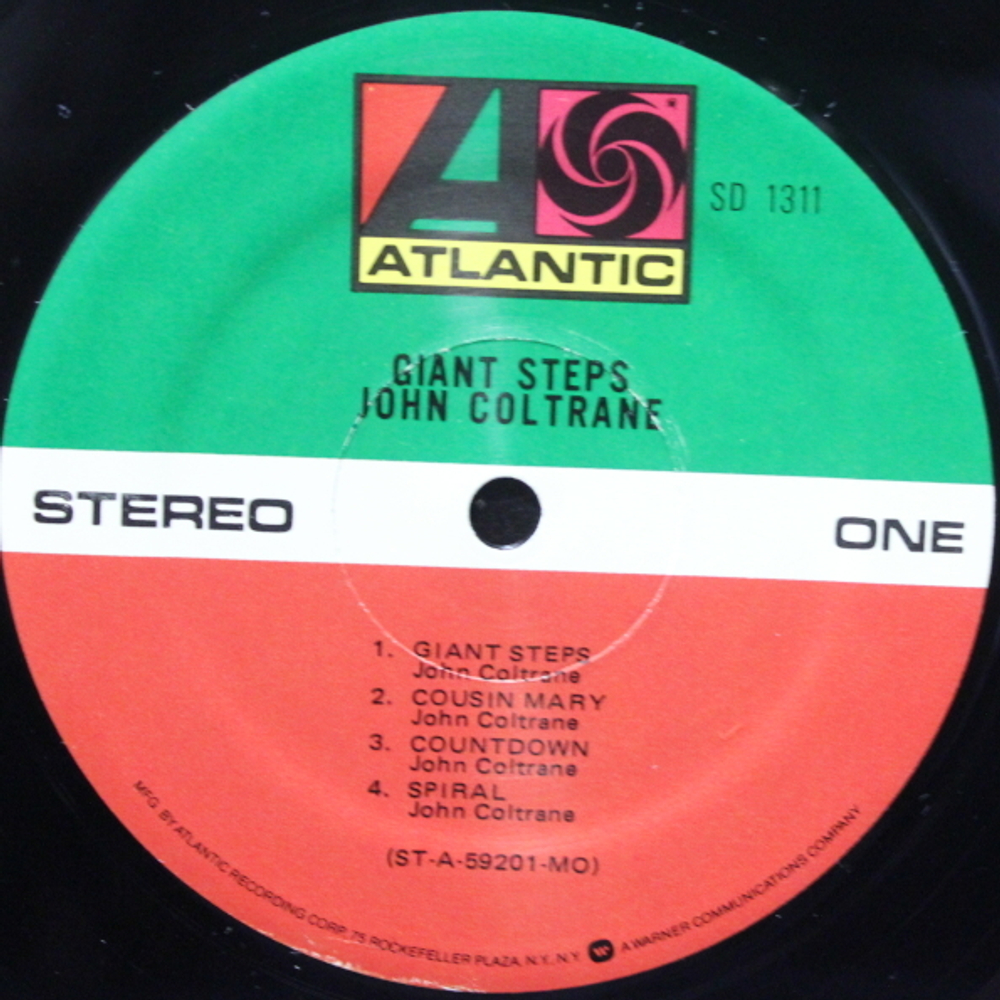 SD 1311
ATLANTIC
GIANT STEPS
JOHN COLTRANE
STEREO
ONE
1. GIANT STEPS
John Coltrane
2. COUSIN MARY
John Coltrane
3. COUNTDOWN
John Coltrane
4. SPIRAL
John Coltrane
(ST-A-59201-MO)
MFG. BY ATLANTIC RECORDING CORP. 75 ROCKEFELLER PLAZA, N.Y., N.Y. W A WARNER COMMUNICATIONS COMPANY